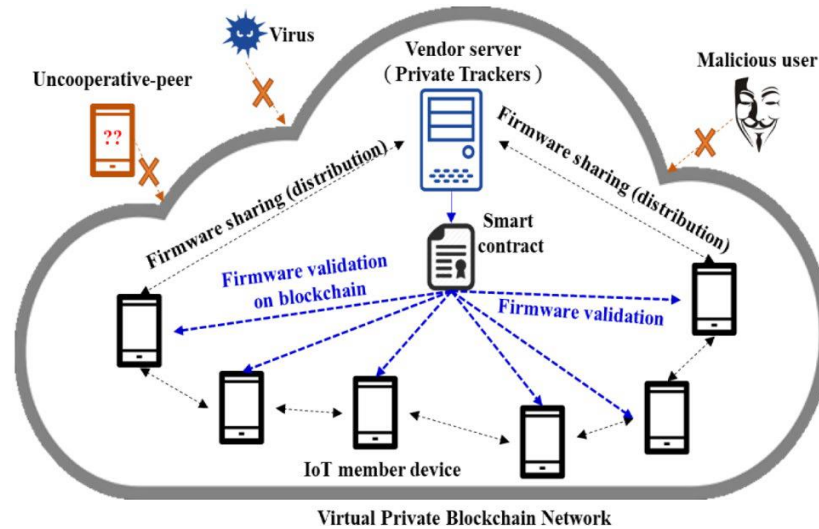 Virus
Vendor server
( Private Trackers )
Malicious user
Uncooperative-peer
??
Firmware sharing (distribution)
Firmware sharing (distribution)
Smart
contract
Firmware validation
on blockchain
Firmware validation
IoT member device
Virtual Private Blockchain Network